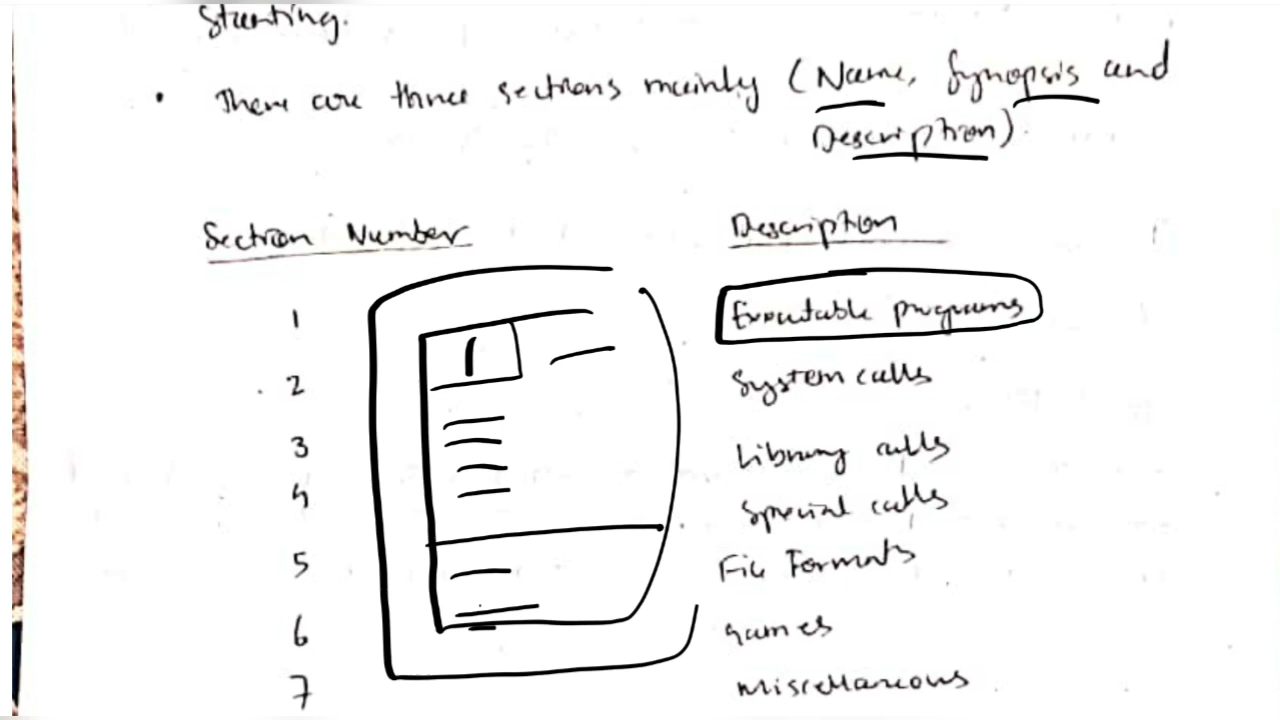 Starting.
• There are three sections mainly (Name, Synopsis and
Description).
Section Number Description
1 Executable programs
1
2 System calls
3 Library calls
4 Special calls
5 File Formats
6 games
7 Miscellaneous